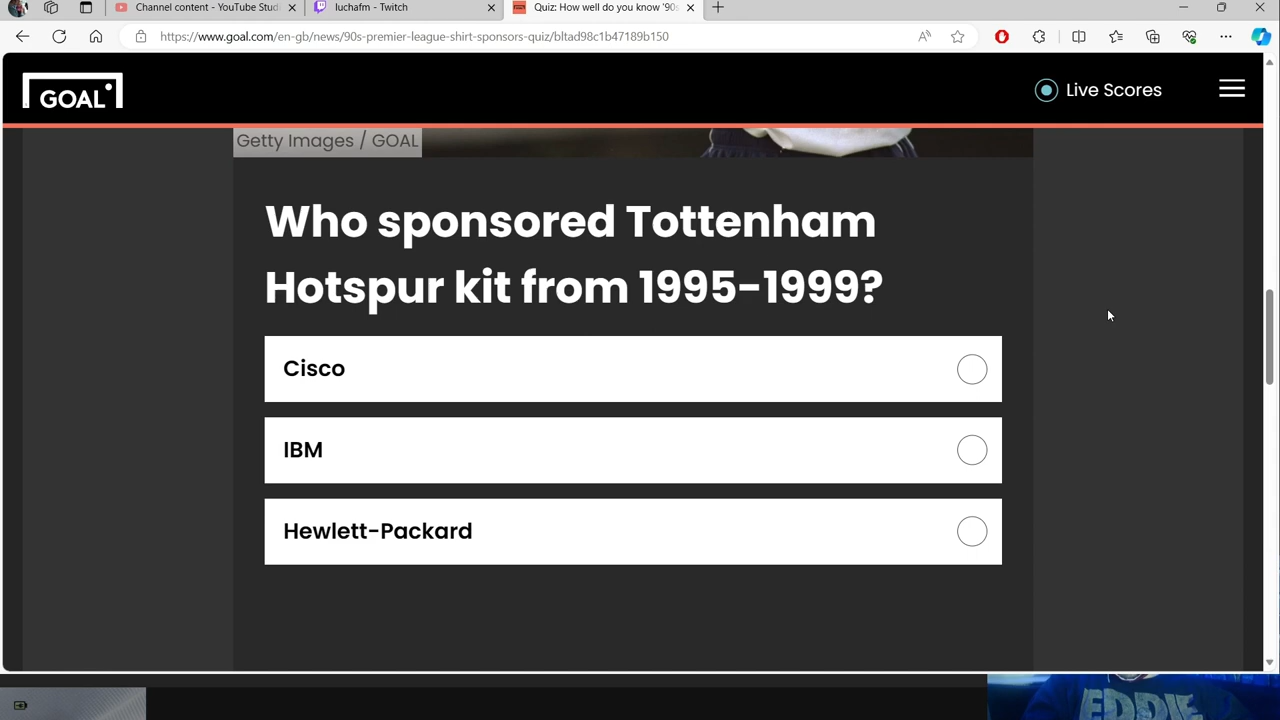 Channel content - YouTube Studi
luchafm - Twitch
Quiz: How well do you know '90s
https://www.goal.com/en-gb/news/90s-premier-league-shirt-sponsors-quiz/bltad98c1b47189b150
GOAL
Live Scores
Getty Images / GOAL
Who sponsored Tottenham
Hotspur kit from 1995-1999?
Cisco
IBM
Hewlett-Packard
EDDIE